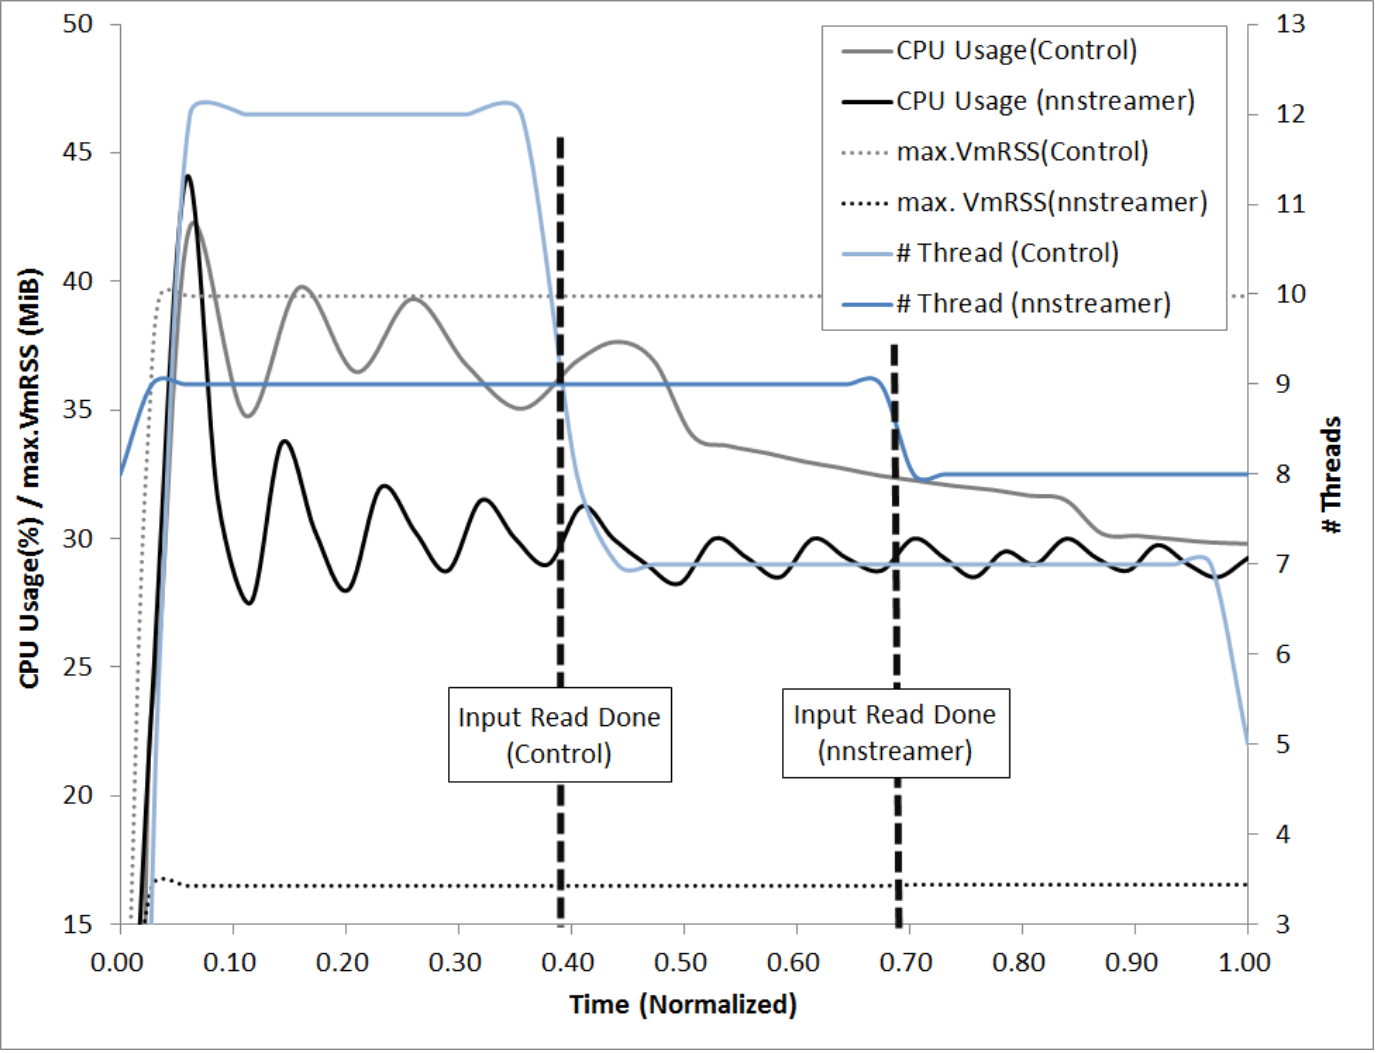 50
45
40
35
30
25
20
15
CPU Usage(%) / max.VmRSS (MiB)
13
12
11
10
9
8
7
6
5
4
3
# Threads
CPU Usage(Control)
CPU Usage (nnstreamer)
max.VmRSS(Control)
max. VmRSS(nnstreamer)
# Thread (Control)
# Thread (nnstreamer)
Input Read Done
(Control)
Input Read Done
(nnstreamer)
0.00 0.10 0.20 0.30 0.40 0.50 0.60 0.70 0.80 0.90 1.00
Time (Normalized)